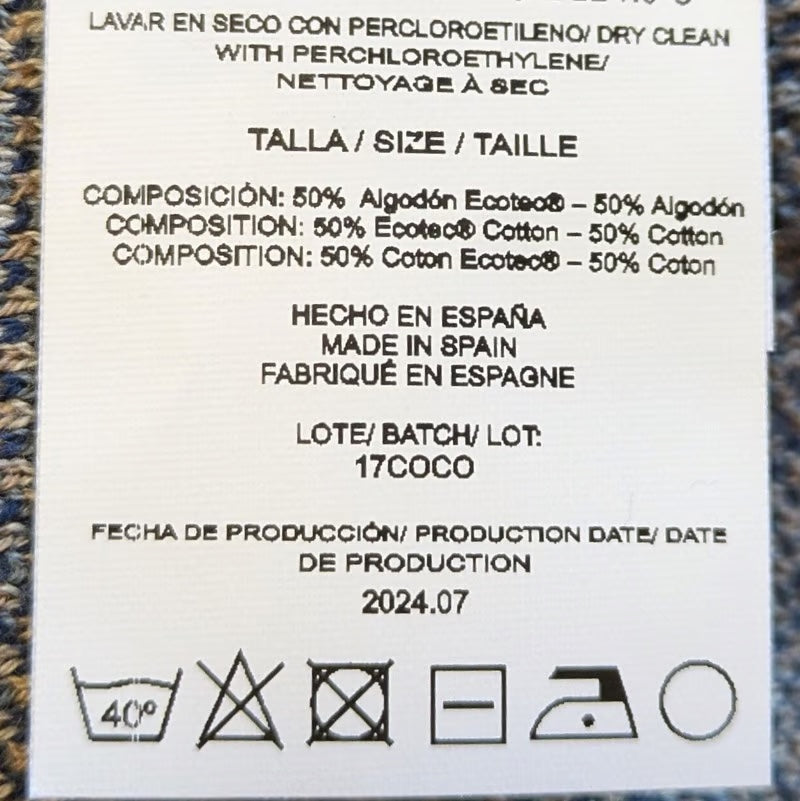 LAVAR EN SECO CON PERCLOROETILENO/ DRY CLEAN
WITH PERCHLOROETHYLENE/
NETTOYAGE À SEC
TALLA / SIZE / TAILLE
COMPOSICIÓN: 50% Algodón Ecotec® – 50% Algodón
COMPOSITION: 50% Ecotec® Cotton – 50% Cotton
COMPOSITION: 50% Coton Ecotec® – 50% Coton
HECHO EN ESPAÑA
MADE IN SPAIN
FABRIQUÉ EN ESPAGNE
LOTE/ BATCH/ LOT:
17COCO
FECHA DE PRODUCCIÓN/ PRODUCTION DATE/ DATE
DE PRODUCTION
2024.07
40º